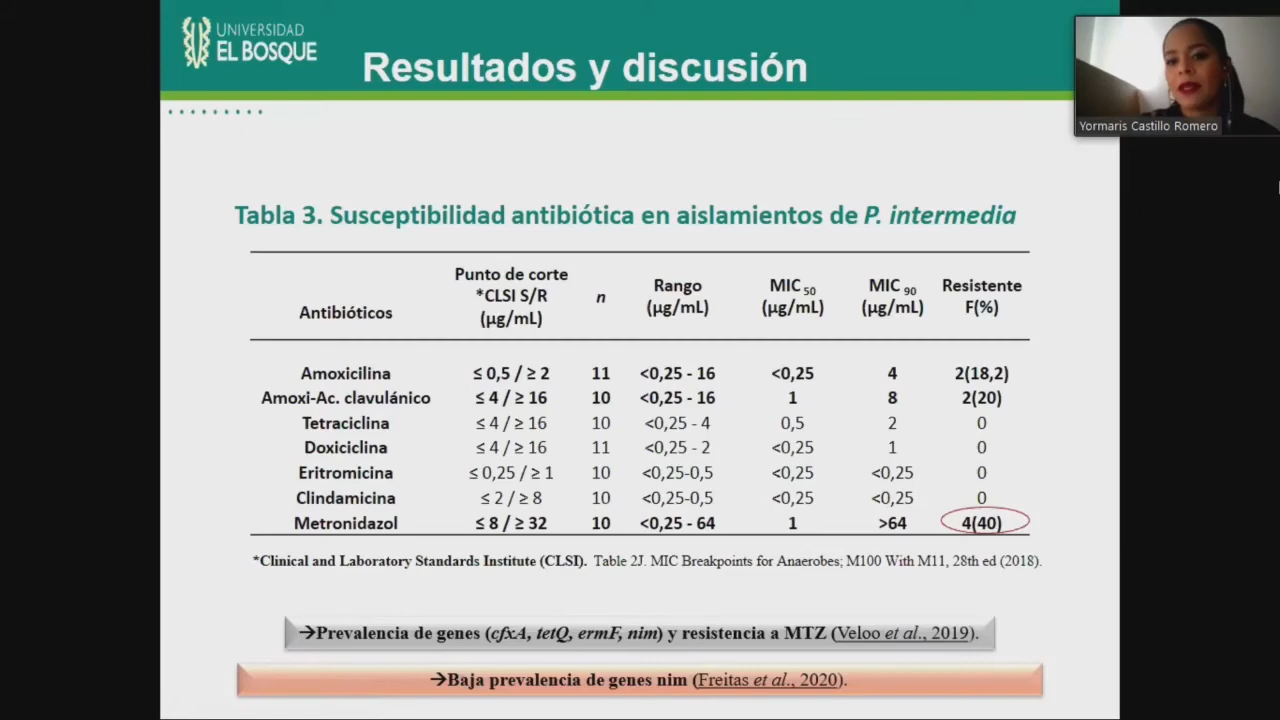 UNIVERSIDAD
EL BOSQUE
Resultados y discusión
Yormaris Castillo Romero
Tabla 3. Susceptibilidad antibiótica en aislamientos de P. intermedia
Antibióticos Punto de corte *CLSI S/R (µg/mL) n Rango (µg/mL) MIC 50 (µg/mL) MIC 90 (µg/mL) Resistente F(%)
Amoxicilina ≤ 0,5 / ≥ 2 11 <0,25 - 16 <0,25 4 2(18,2)
Amoxi-Ac. clavulánico ≤ 4 / ≥ 16 10 <0,25 - 16 1 8 2(20)
Tetraciclina ≤ 4 / ≥ 16 10 <0,25 - 4 0,5 2 0
Doxiciclina ≤ 4 / ≥ 16 11 <0,25 - 2 <0,25 1 0
Eritromicina ≤ 0,25 / ≥ 1 10 <0,25-0,5 <0,25 <0,25 0
Clindamicina ≤ 2 / ≥ 8 10 <0,25-0,5 <0,25 <0,25 0
Metronidazol ≤ 8 / ≥ 32 10 <0,25 - 64 1 >64 4(40)
*Clinical and Laboratory Standards Institute (CLSI). Table 2J. MIC Breakpoints for Anaerobes; M100 With M11, 28th ed (2018).
→Prevalencia de genes (cfxA, tetQ, ermF, nim) y resistencia a MTZ (Veloo et al., 2019).
→Baja prevalencia de genes nim (Freitas et al., 2020).